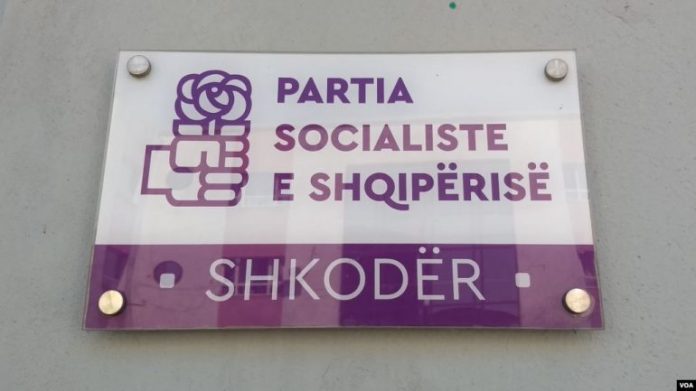 PARTIA
SOCIALISTE
E SHQIPËRISË
SHKODËR
VOA